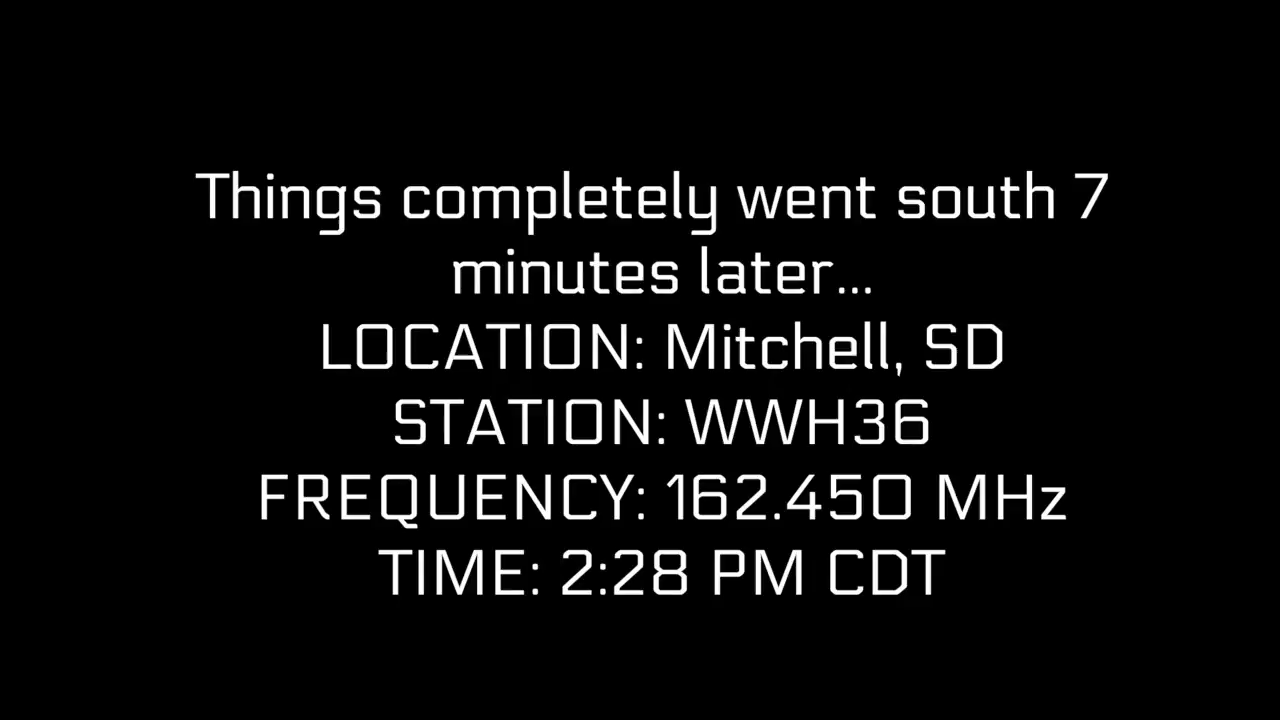 Things completely went south 7
minutes later...
LOCATION: Mitchell, SD
STATION: WWH36
FREQUENCY: 162.450 MHz
TIME: 2:28 PM CDT